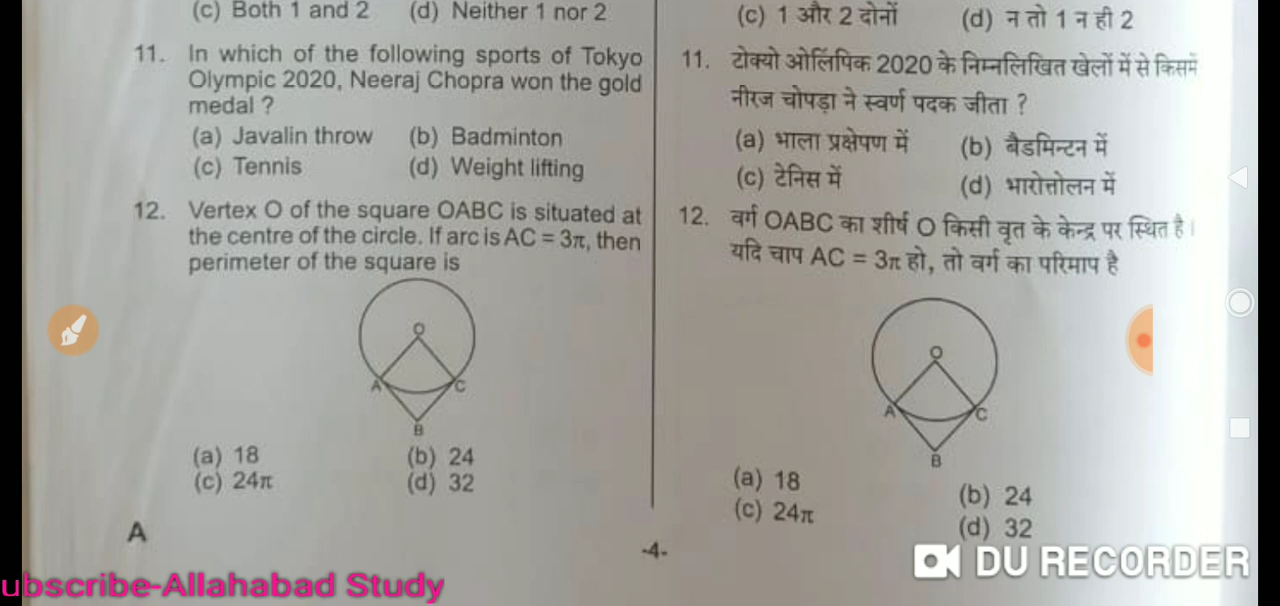 (c) Both 1 and 2 (d) Neither 1 nor 2
11. In which of the following sports of Tokyo
Olympic 2020, Neeraj Chopra won the gold
medal ?
(a) Javalin throw (b) Badminton
(c) Tennis (d) Weight lifting
12. Vertex O of the square OABC is situated at
the centre of the circle. If arc is AC = 3π, then
perimeter of the square is
O
A C
B
(a) 18 (b) 24
(c) 24π (d) 32
A
(c) 1 और 2 दोनों (d) न तो 1 न ही 2
11. टोक्यो ओलिंपिक 2020 के निम्नलिखित खेलों में से किसमें
नीरज चोपड़ा ने स्वर्ण पदक जीता ?
(a) भाला प्रक्षेपण में (b) बैडमिन्टन में
(c) टेनिस में (d) भारोत्तोलन में
12. वर्ग OABC का शीर्ष O किसी वृत के केन्द्र पर स्थित है।
यदि चाप AC = 3π हो, तो वर्ग का परिमाप है
O
A C
B
(a) 18 (b) 24
(c) 24π (d) 32
-4-
DU RECORDER
ubscribe-Allahabad Study